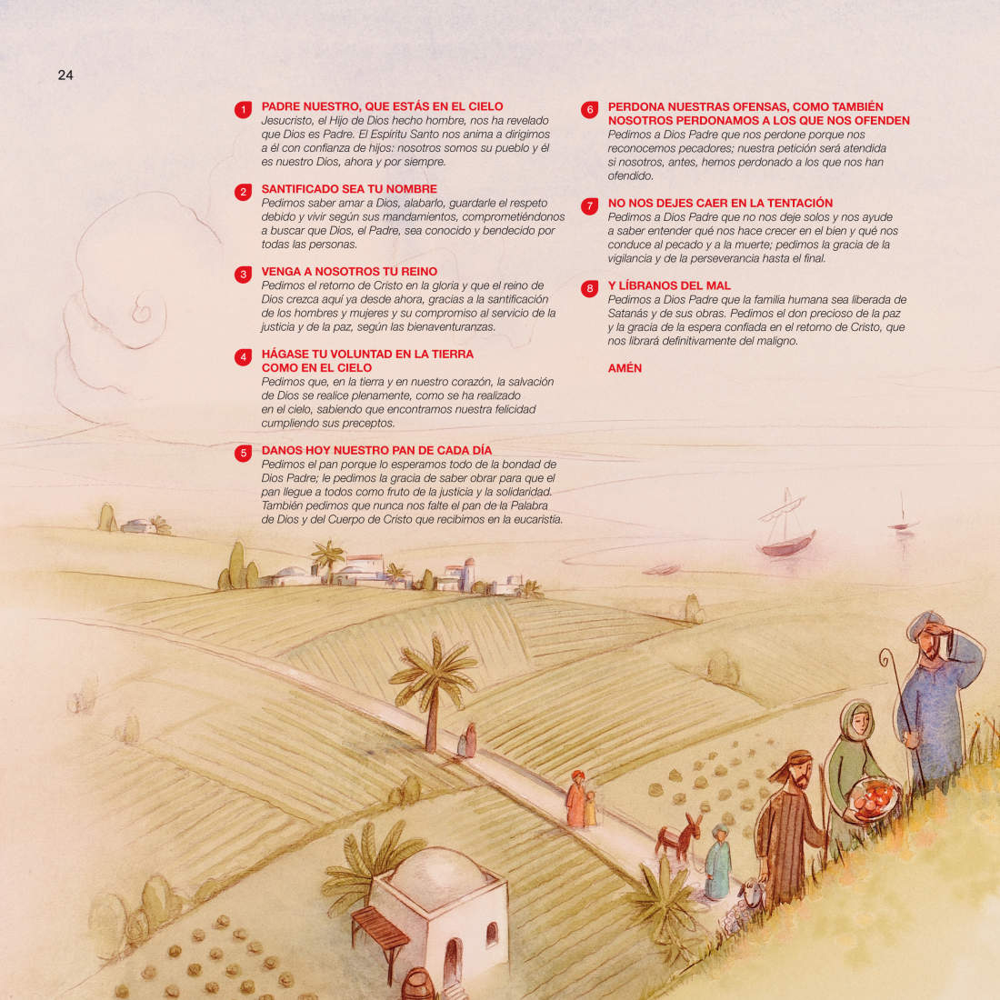 24
1 PADRE NUESTRO, QUE ESTÁS EN EL CIELO
Jesucristo, el Hijo de Dios hecho hombre, nos ha revelado
que Dios es Padre. El Espíritu Santo nos anima a dirigirnos
a él con confianza de hijos: nosotros somos su pueblo y él
es nuestro Dios, ahora y por siempre.
2 SANTIFICADO SEA TU NOMBRE
Pedimos saber amar a Dios, alabarlo, guardarle el respeto
debido y vivir según sus mandamientos, comprometiéndonos
a buscar que Dios, el Padre, sea conocido y bendecido por
todas las personas.
3 VENGA A NOSOTROS TU REINO
Pedimos el retorno de Cristo en la gloria y que el reino de
Dios crezca aquí ya desde ahora, gracias a la santificación
de los hombres y mujeres y su compromiso al servicio de la
justicia y de la paz, según las bienaventuranzas.
4 HÁGASE TU VOLUNTAD EN LA TIERRA
COMO EN EL CIELO
Pedimos que, en la tierra y en nuestro corazón, la salvación
de Dios se realice plenamente, como se ha realizado
en el cielo, sabiendo que encontramos nuestra felicidad
cumpliendo sus preceptos.
5 DANOS HOY NUESTRO PAN DE CADA DÍA
Pedimos el pan porque lo esperamos todo de la bondad de
Dios Padre; le pedimos la gracia de saber obrar para que el
pan llegue a todos como fruto de la justicia y la solidaridad.
También pedimos que nunca nos falte el pan de la Palabra
de Dios y del Cuerpo de Cristo que recibimos en la eucaristía.
6 PERDONA NUESTRAS OFENSAS, COMO TAMBIÉN
NOSOTROS PERDONAMOS A LOS QUE NOS OFENDEN
Pedimos a Dios Padre que nos perdone porque nos
reconocemos pecadores; nuestra petición será atendida
si nosotros, antes, hemos perdonado a los que nos han
ofendido.
7 NO NOS DEJES CAER EN LA TENTACIÓN
Pedimos a Dios Padre que no nos deje solos y nos ayude
a saber entender qué nos hace crecer en el bien y qué nos
conduce al pecado y a la muerte; pedimos la gracia de la
vigilancia y de la perseverancia hasta el final.
8 Y LÍBRANOS DEL MAL
Pedimos a Dios Padre que la familia humana sea liberada de
Satanás y de sus obras. Pedimos el don precioso de la paz
y la gracia de la espera confiada en el retorno de Cristo, que
nos librará definitivamente del maligno.
AMÉN